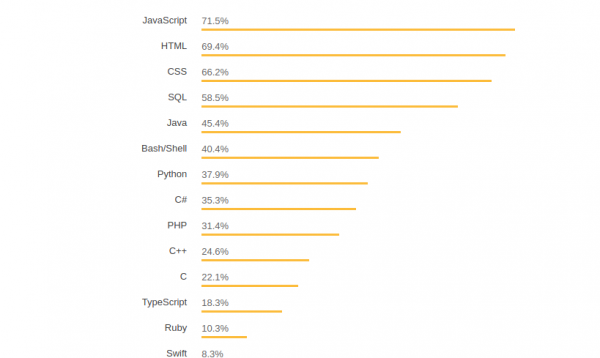 JavaScript 71.5%
HTML 69.4%
CSS 66.2%
SQL 58.5%
Java 45.4%
Bash/Shell 40.4%
Python 37.9%
C# 35.3%
PHP 31.4%
C++ 24.6%
C 22.1%
TypeScript 18.3%
Ruby 10.3%
Swift 8.3%